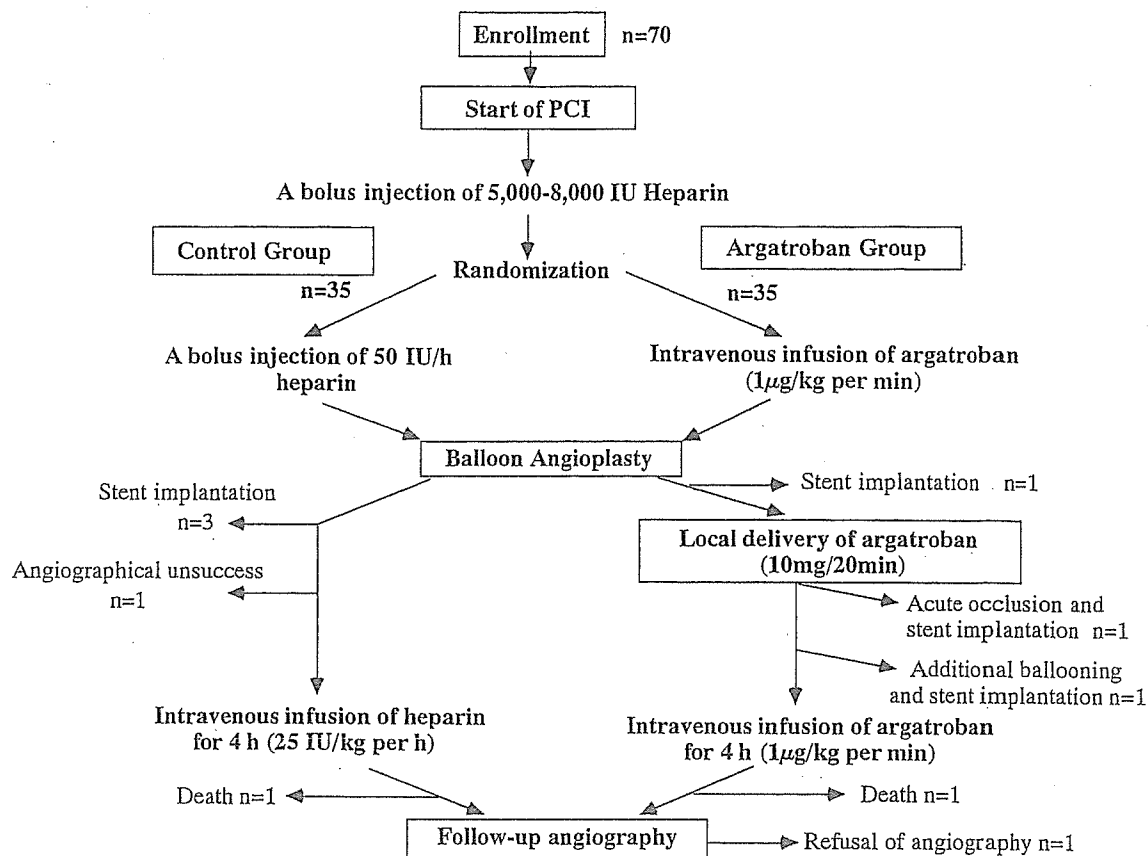 Enrollment n=70
Start of PCI
A bolus injection of 5,000-8,000 IU Heparin
Control Group
n=35
Randomization
Argatroban Group
n=35
A bolus injection of 50 IU/h
heparin
Intravenous infusion of argatroban
(1μg/kg per min)
Balloon Angioplasty
Stent implantation
n=3
Stent implantation n=1
Angiographical unsuccess
n=1
Local delivery of argatroban
(10mg/20min)
Acute occlusion and
stent implantation n=1
Additional ballooning
and stent implantation n=1
Intravenous infusion of heparin
for 4 h (25 IU/kg per h)
Intravenous infusion of argatroban
for 4 h (1μg/kg per min)
Death n=1
Death n=1
Follow-up angiography
Refusal of angiography n=1